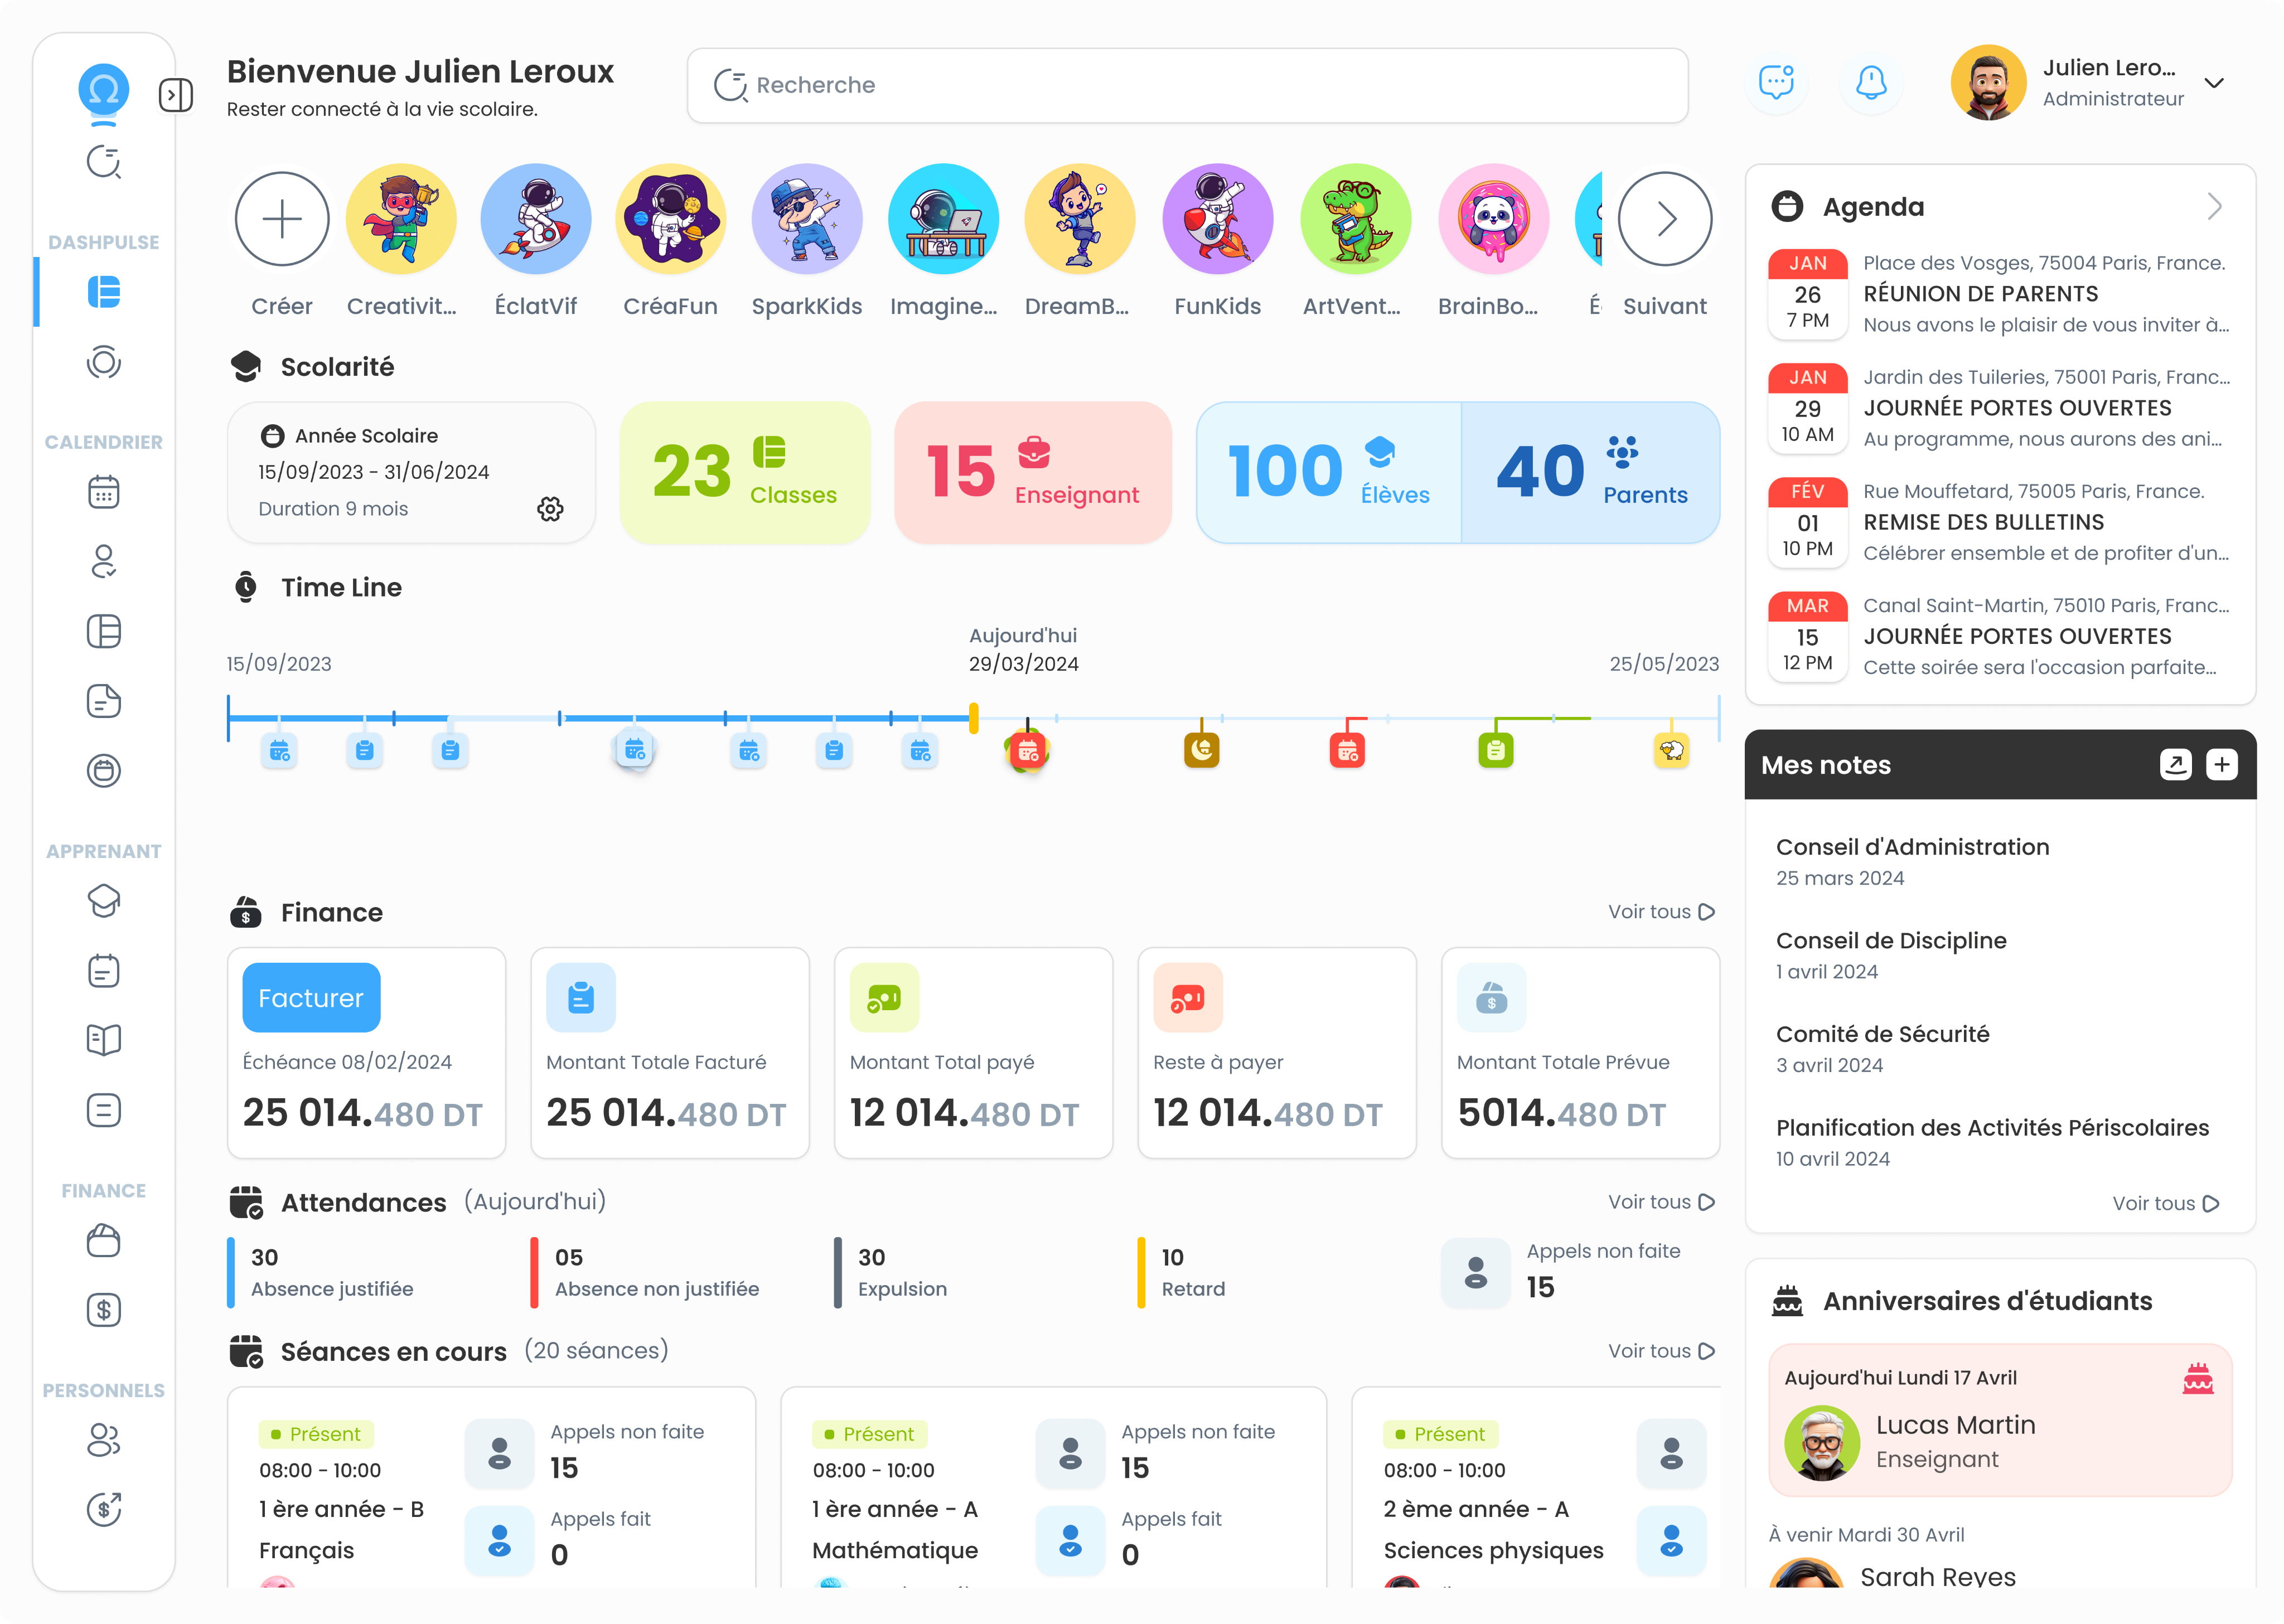 Bienvenue Julien Leroux
Rester connecté à la vie scolaire.
Recherche
Julien Lero...
Administrateur
DASHPULSE
CALENDRIER
APPRENANT
FINANCE
PERSONNELS
Créer
Creativit...
ÉclatVif
CréaFun
SparkKids
Imagine...
DreamB...
FunKids
ArtVent...
BrainBo...
Suivant
Scolarité
Année Scolaire
15/09/2023 - 31/06/2024
Duration 9 mois
23
Classes
15
Enseignant
100
Élèves
40
Parents
Time Line
15/09/2023
Aujourd'hui
29/03/2024
25/05/2023
Finance
Voir tous
Facturer
Échéance 08/02/2024
25 014.480 DT
Montant Totale Facturé
25 014.480 DT
Montant Total payé
12 014.480 DT
Reste à payer
12 014.480 DT
Montant Totale Prévue
5014.480 DT
Attendances (Aujourd'hui)
Voir tous
30
Absence justifiée
05
Absence non justifiée
30
Expulsion
10
Retard
Appels non faite
15
Séances en cours (20 séances)
Voir tous
Présent
08:00 - 10:00
1 ère année - B
Français
Appels non faite
15
Appels fait
0
Présent
08:00 - 10:00
1 ère année - A
Mathématique
Appels non faite
15
Appels fait
0
Présent
08:00 - 10:00
2 ème année - A
Sciences physiques
Agenda
JAN
26
7 PM
Place des Vosges, 75004 Paris, France.
RÉUNION DE PARENTS
Nous avons le plaisir de vous inviter à...
JAN
29
10 AM
Jardin des Tuileries, 75001 Paris, Franc...
JOURNÉE PORTES OUVERTES
Au programme, nous aurons des ani...
FÉV
01
10 PM
Rue Mouffetard, 75005 Paris, France.
REMISE DES BULLETINS
Célébrer ensemble et de profiter d'un...
MAR
15
12 PM
Canal Saint-Martin, 75010 Paris, Franc...
JOURNÉE PORTES OUVERTES
Cette soirée sera l'occasion parfaite...
Mes notes
Conseil d'Administration
25 mars 2024
Conseil de Discipline
1 avril 2024
Comité de Sécurité
3 avril 2024
Planification des Activités Périscolaires
10 avril 2024
Voir tous
Anniversaires d'étudiants
Aujourd'hui Lundi 17 Avril
Lucas Martin
Enseignant
À venir Mardi 30 Avril
Sarah Reyes